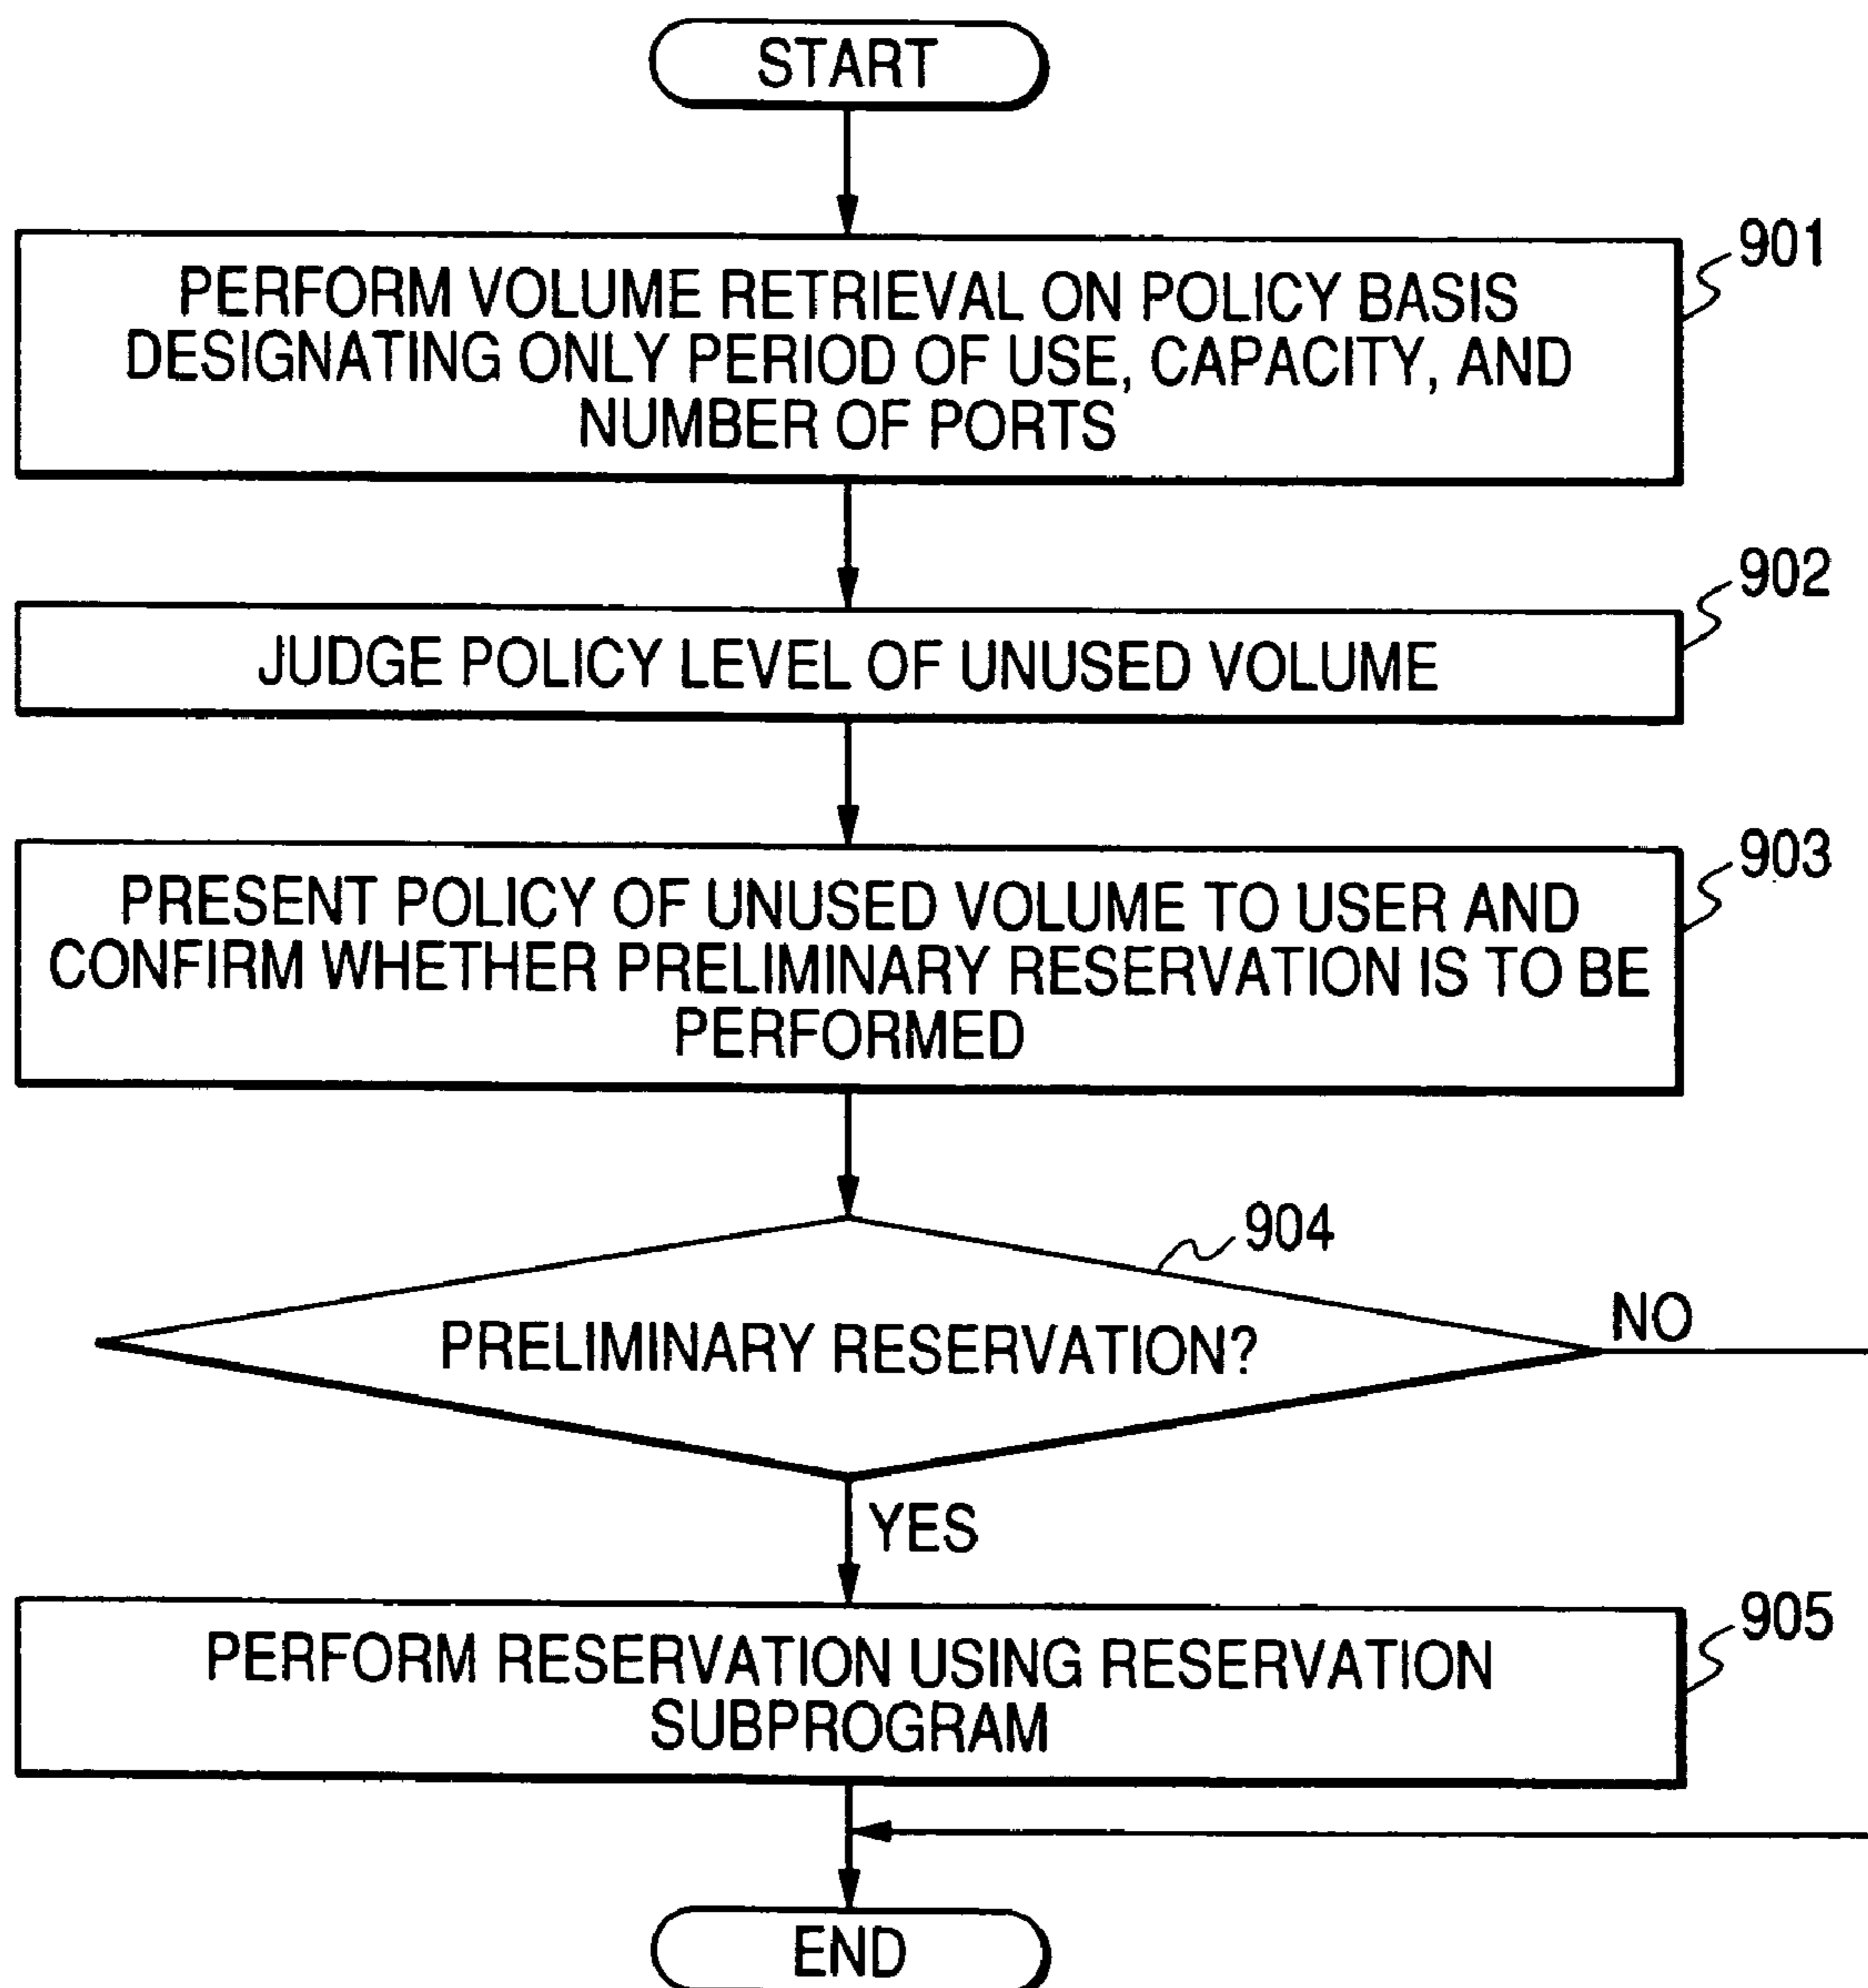 START
901
PERFORM VOLUME RETRIEVAL ON POLICY BASIS
DESIGNATING ONLY PERIOD OF USE, CAPACITY, AND
NUMBER OF PORTS
902
JUDGE POLICY LEVEL OF UNUSED VOLUME
903
PRESENT POLICY OF UNUSED VOLUME TO USER AND
CONFIRM WHETHER PRELIMINARY RESERVATION IS TO BE
PERFORMED
904
PRELIMINARY RESERVATION?
NO
YES
905
PERFORM RESERVATION USING RESERVATION
SUBPROGRAM
END